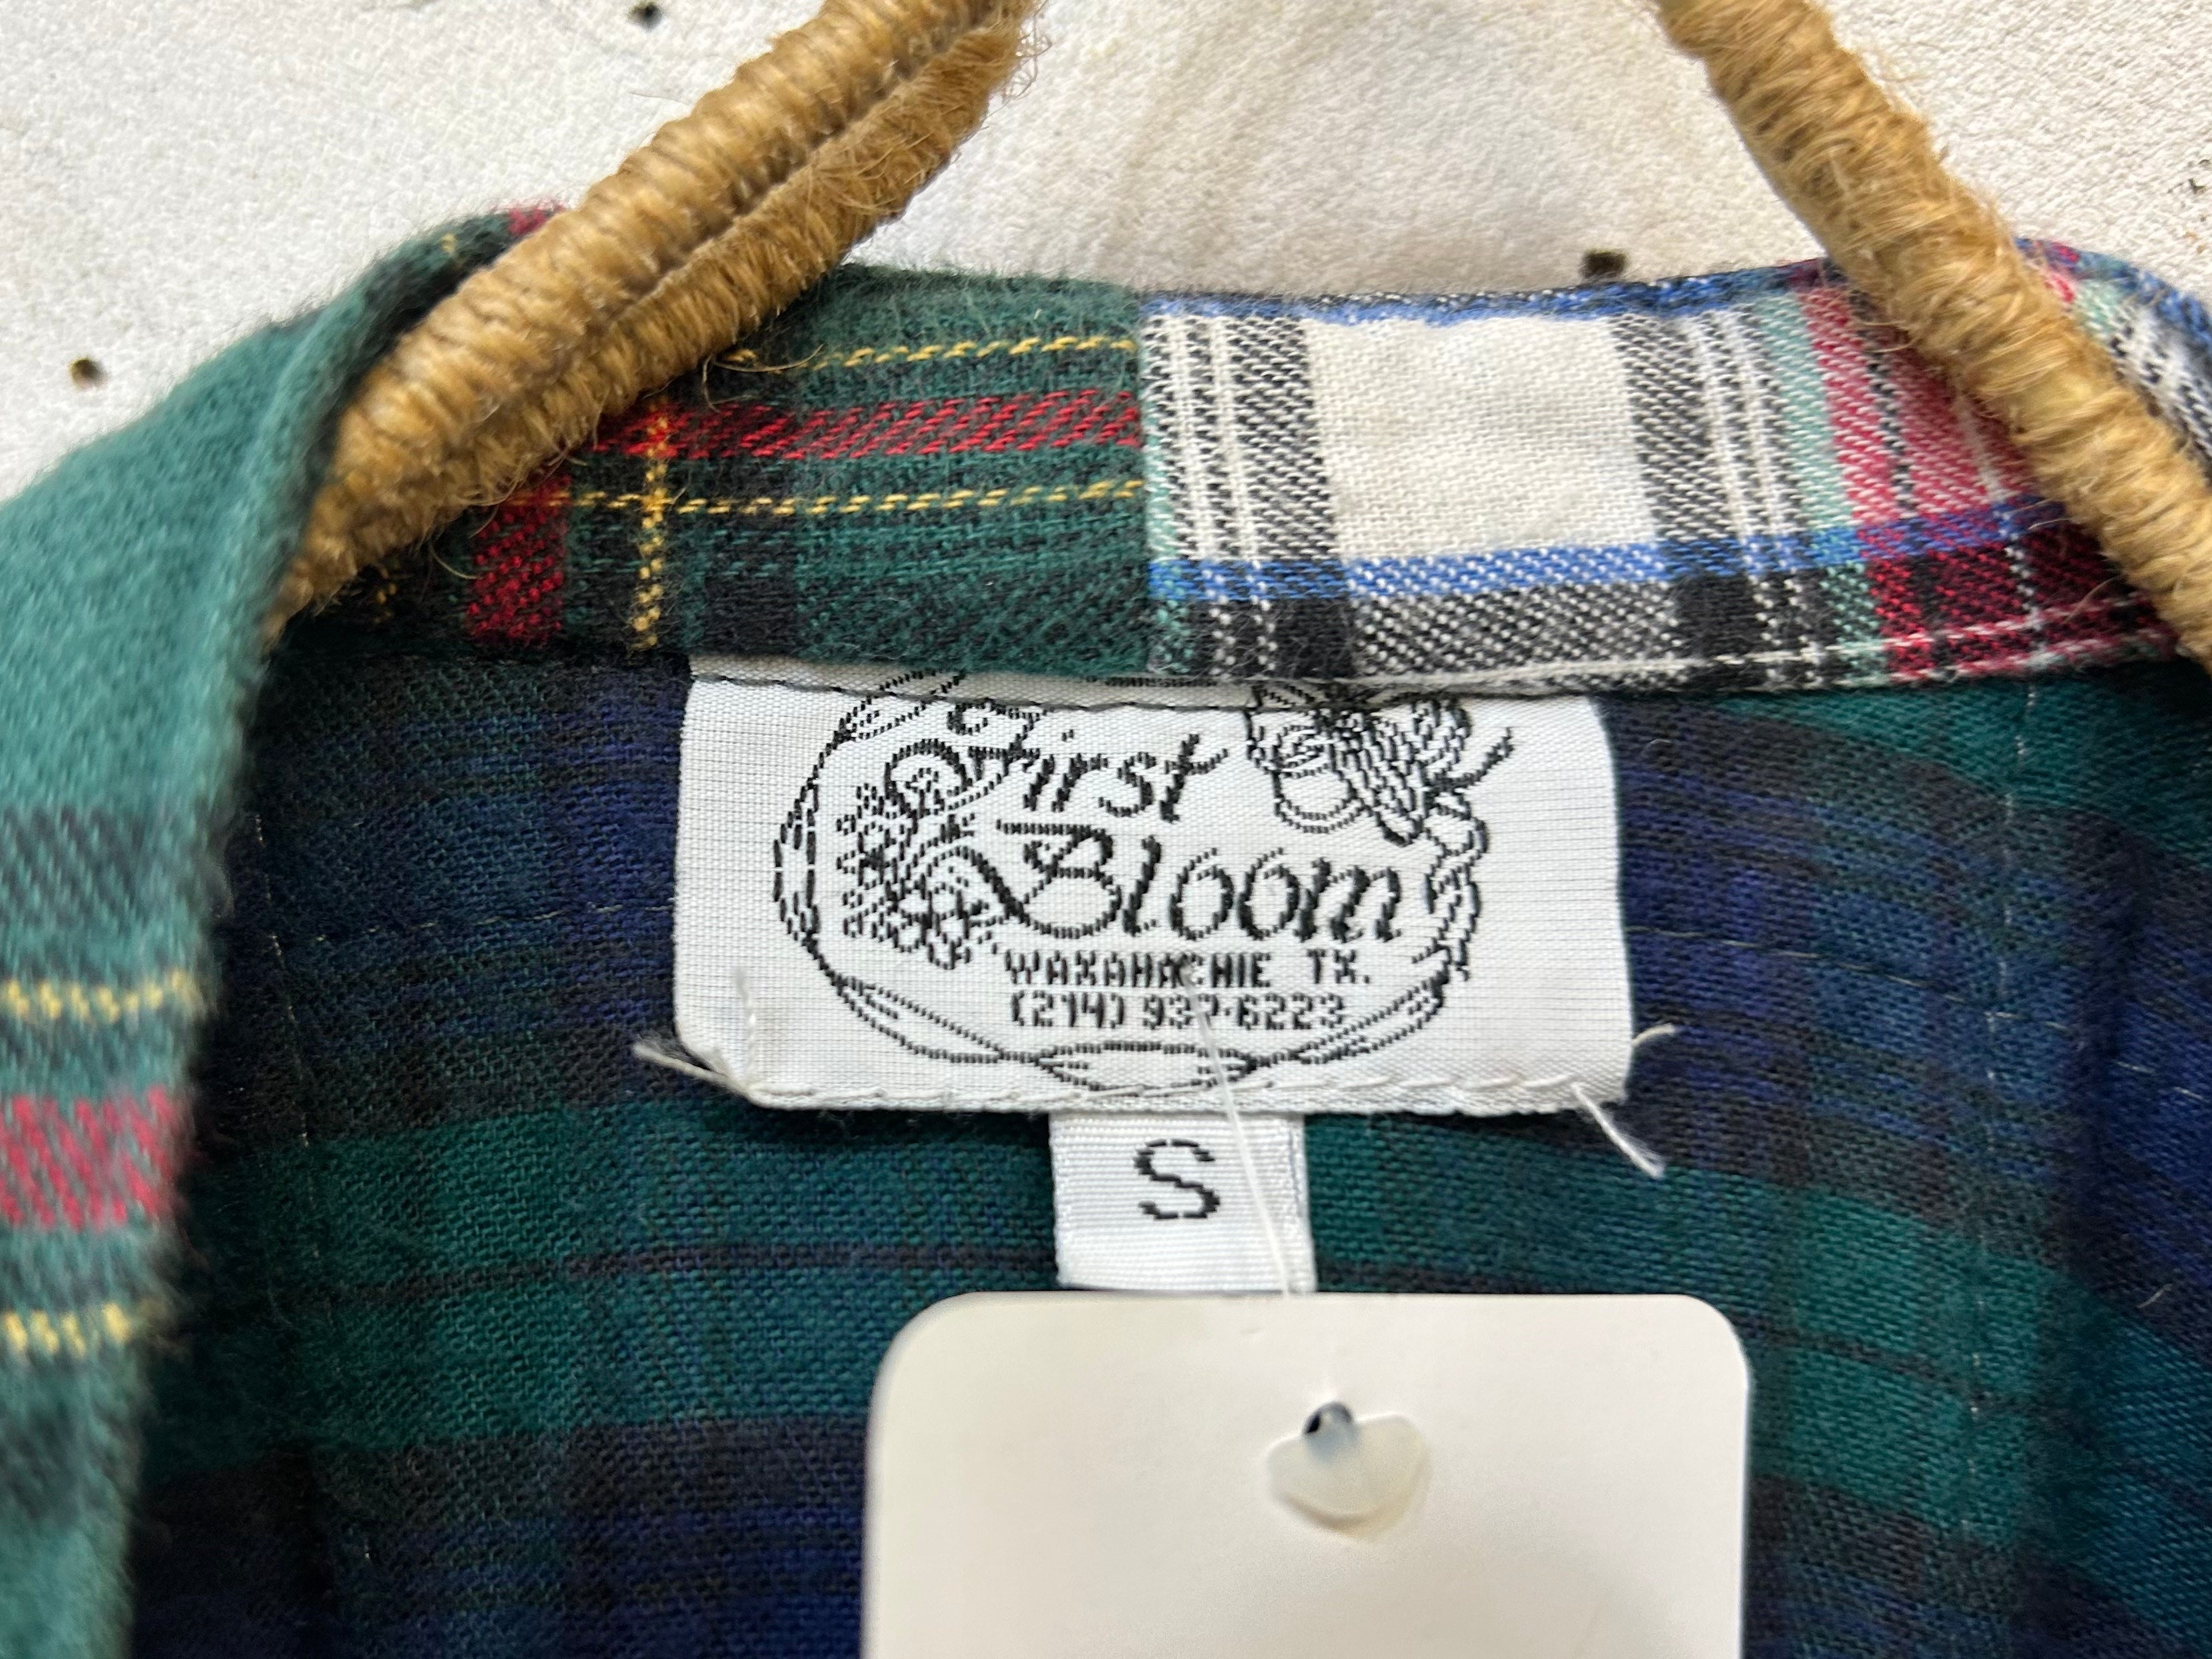 First
Bloom
WAXAHACHIE TX.
(214) 937-6223
S